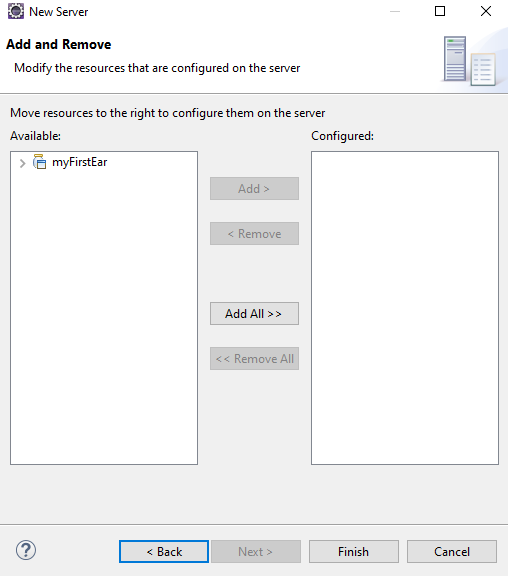 New Server
Add and Remove
Modify the resources that are configured on the server
Move resources to the right to configure them on the server
Available:
Configured:
myFirstEar
Add >
< Remove
Add All >>
<< Remove All
?
< Back
Next >
Finish
Cancel